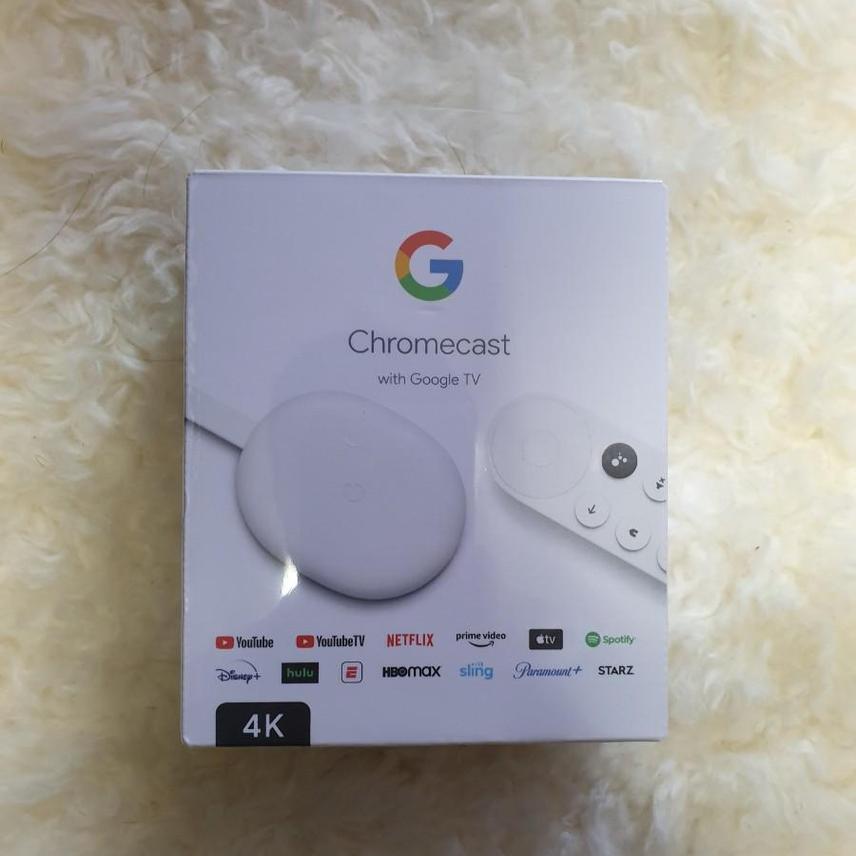 G
Chromecast
with Google TV
YouTube YouTubeTV NETFLIX prime video tv Spotify
Disney+ hulu E HBOMAX sling Paramount+ STARZ
4K